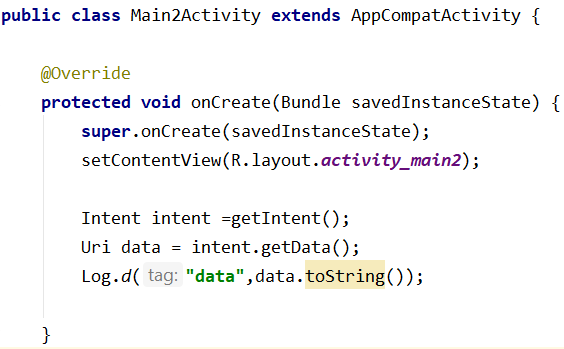 public class Main2Activity extends AppCompatActivity {
@Override
protected void onCreate(Bundle savedInstanceState) {
super.onCreate(savedInstanceState);
setContentView(R.layout.activity_main2);
Intent intent =getIntent();
Uri data = intent.getData();
Log.d( tag: "data",data.toString());
}